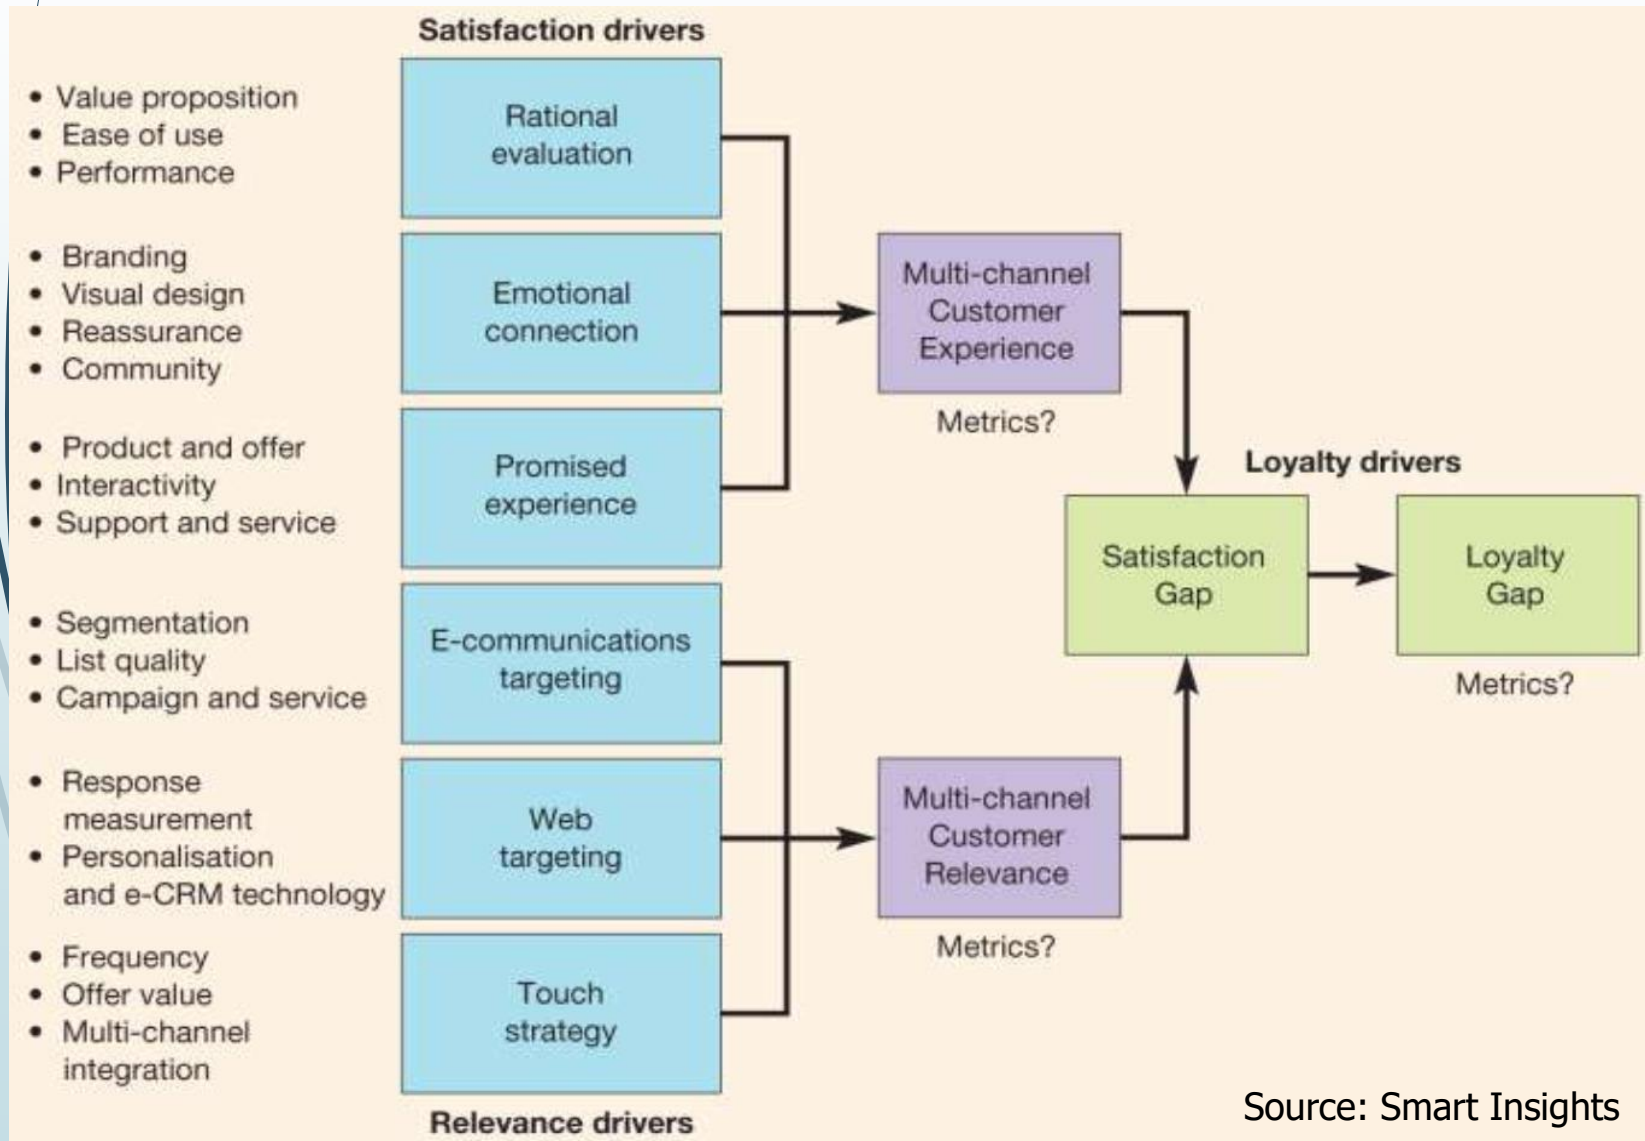 Satisfaction drivers
• Value proposition
• Ease of use
• Performance
Rational
evaluation
• Branding
• Visual design
• Reassurance
• Community
Emotional
connection
Multi-channel
Customer
Experience
Metrics?
• Product and offer
• Interactivity
• Support and service
Promised
experience
Loyalty drivers
Satisfaction
Gap
Loyalty
Gap
Metrics?
• Segmentation
• List quality
• Campaign and service
E-communications
targeting
• Response
measurement
• Personalisation
and e-CRM technology
Web
targeting
Multi-channel
Customer
Relevance
Metrics?
• Frequency
• Offer value
• Multi-channel
integration
Touch
strategy
Relevance drivers
Source: Smart Insights